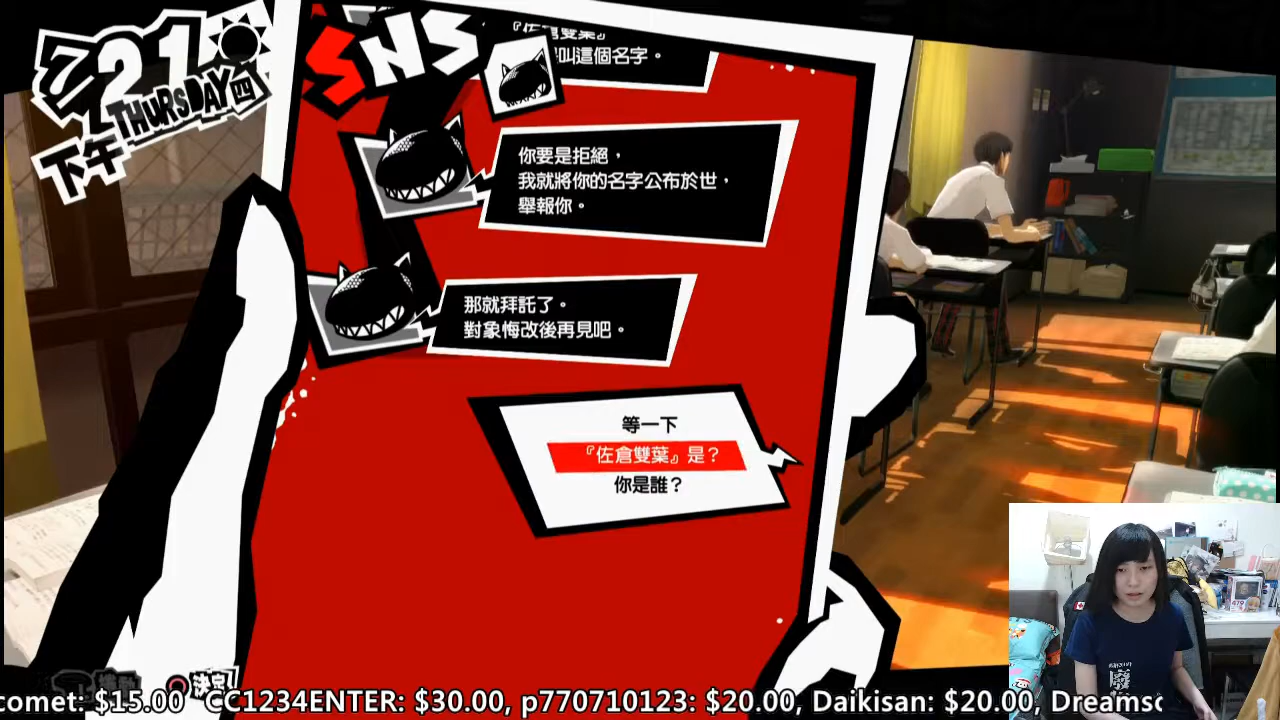 7 21
THURSDAY 四
下午
SNS
『佐倉雙葉』
叫這個名字。
你要是拒絕，
我就將你的名字公布於世，
舉報你。
那就拜託了。
對象悔改後再見吧。
等一下
『佐倉雙葉』是？
你是誰？
決定
comet: $15.00 CC1234ENTER: $30.00, p770710123: $20.00, Daikisan: $20.00, Dreamsc